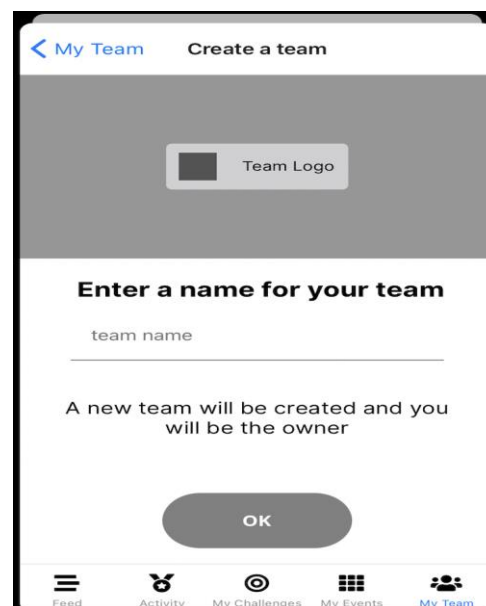 My Team Create a team
Team Logo
Enter a name for your team
team name
A new team will be created and you
will be the owner
OK
Feed Activity My Challenges My Events My Team